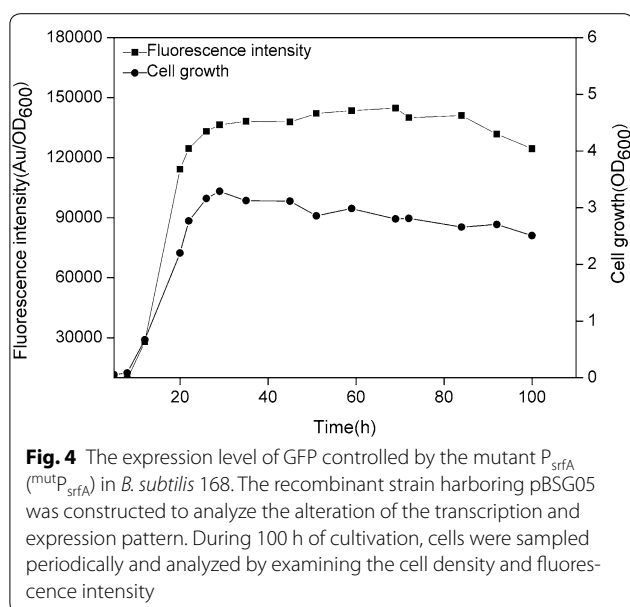 180000
150000
120000
90000
60000
30000
Fluorescence intensity(Au/OD600)
Fluorescence intensity
Cell growth
6
5
4
3
2
1
0
Cell growth(OD600)
20 40 60 80 100
Time(h)
Fig. 4 The expression level of GFP controlled by the mutant PsrfA
(mutPsrfA) in B. subtilis 168. The recombinant strain harboring pBSG05
was constructed to analyze the alteration of the transcription and
expression pattern. During 100 h of cultivation, cells were sampled
periodically and analyzed by examining the cell density and fluores-
cence intensity